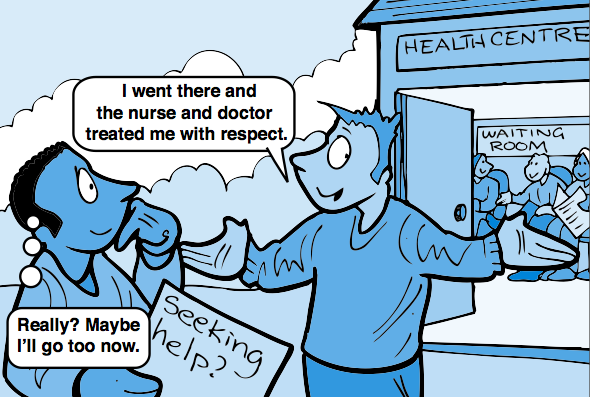 HEALTH CENTRE
I went there and
the nurse and doctor
treated me with respect.
WAITING
ROOM
Seeking
help?
Really? Maybe
I'll go too now.